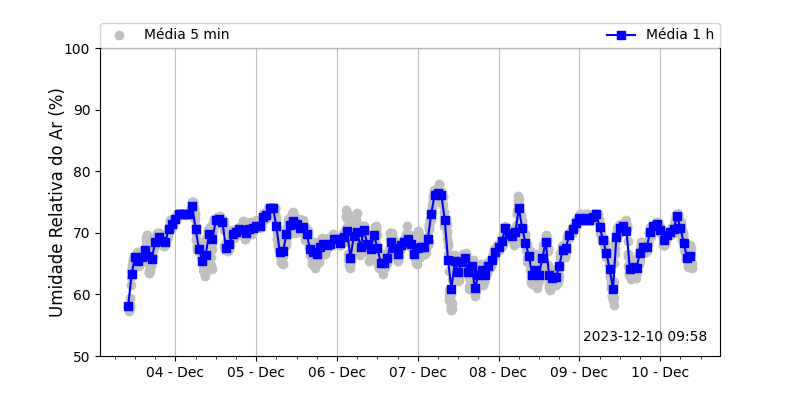 Média 5 min
Média 1 h
Umidade Relativa do Ar (%)
100
90
80
70
60
50
2023-12-10 09:58
04 - Dec
05 - Dec
06 - Dec
07 - Dec
08 - Dec
09 - Dec
10 - Dec